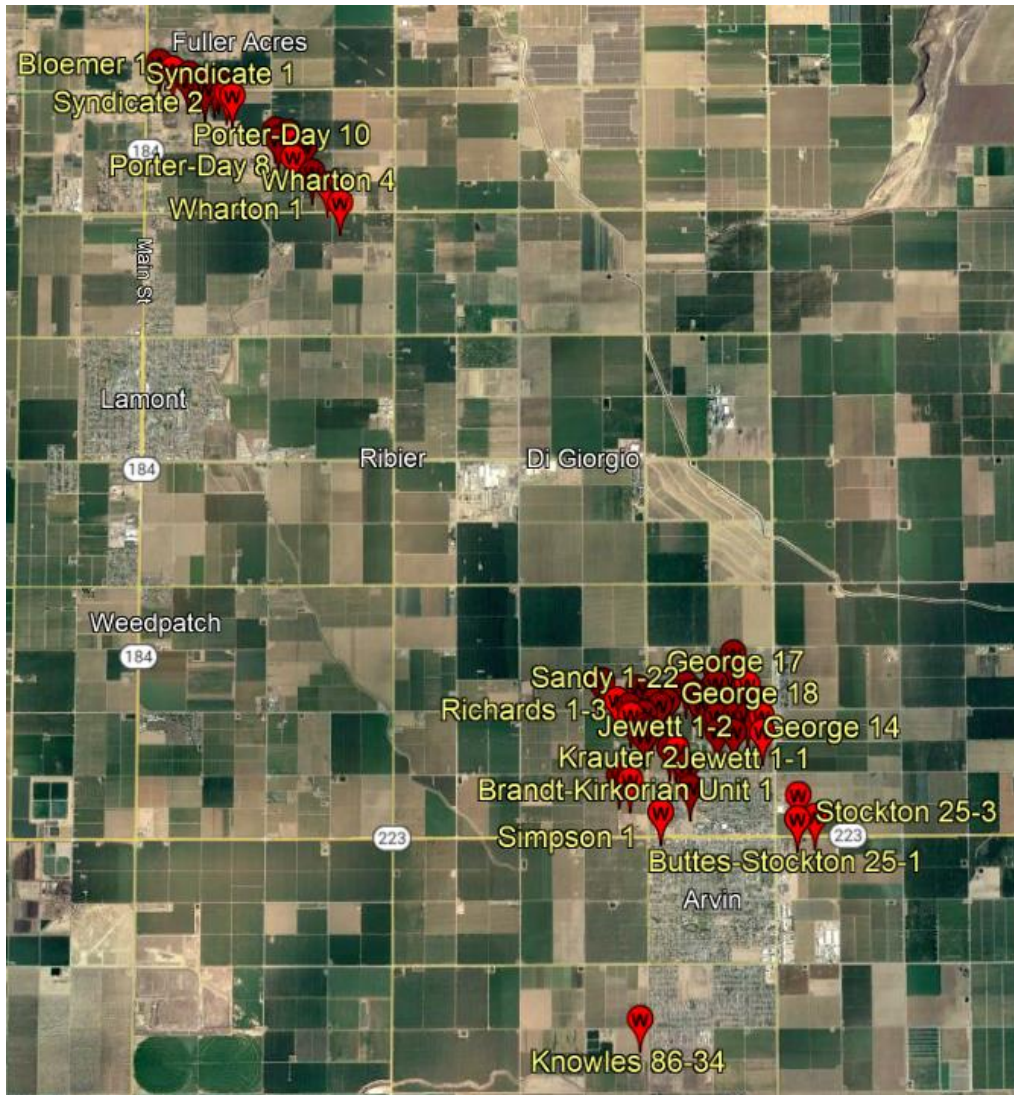 Fuller Acres
Bloemer 1
Syndicate 1
Syndicate 2
W
Porter-Day 10
184
W
Porter-Day 8
Wharton 4
Wharton 1
W
Main St
Lamont
184
Ribier
Di Giorgio
Weedpatch
184
George 17
Sandy 1-22
George 18
Richards 1-3
Jewett 1-2
George 14
Krauter 2
Jewett 1-1
Brandt-Kirkorian Unit 1
W
W
W
Stockton 25-3
Simpson 1
223
223
Buttes-Stockton 25-1
Arvin
W
Knowles 86-34